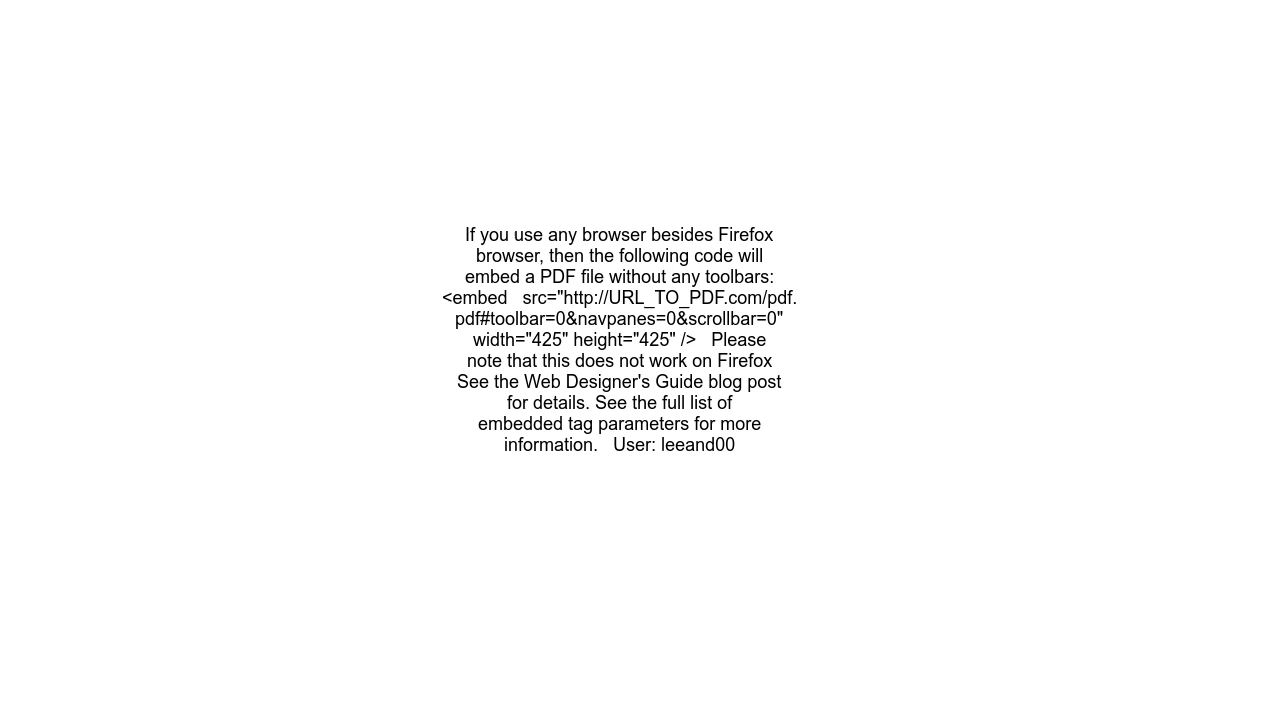 If you use any browser besides Firefox
browser, then the following code will
embed a PDF file without any toolbars:
<embed   src="http://URL_TO_PDF.com/pdf.
pdf#toolbar=0&navpanes=0&scrollbar=0"
width="425" height="425" />   Please
note that this does not work on Firefox
See the Web Designer's Guide blog post
for details. See the full list of
embedded tag parameters for more
information.   User: leeand00